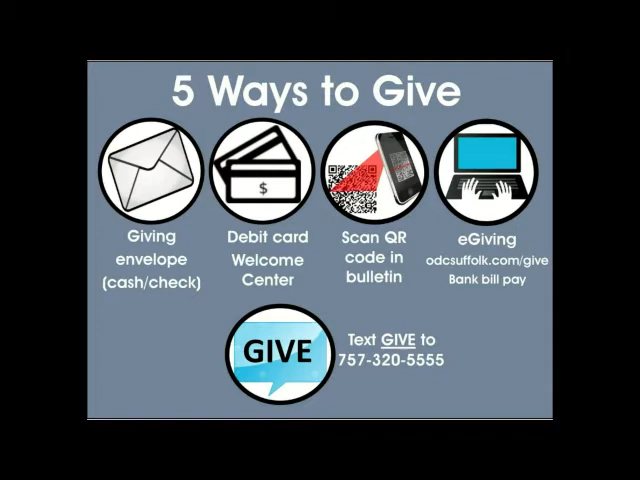 5 Ways to Give
$
Giving
envelope
(cash/check)
Debit card
Welcome
Center
Scan QR
code in
bulletin
eGiving
odcsuffolk.com/give
Bank bill pay
GIVE
Text GIVE to
757-320-5555